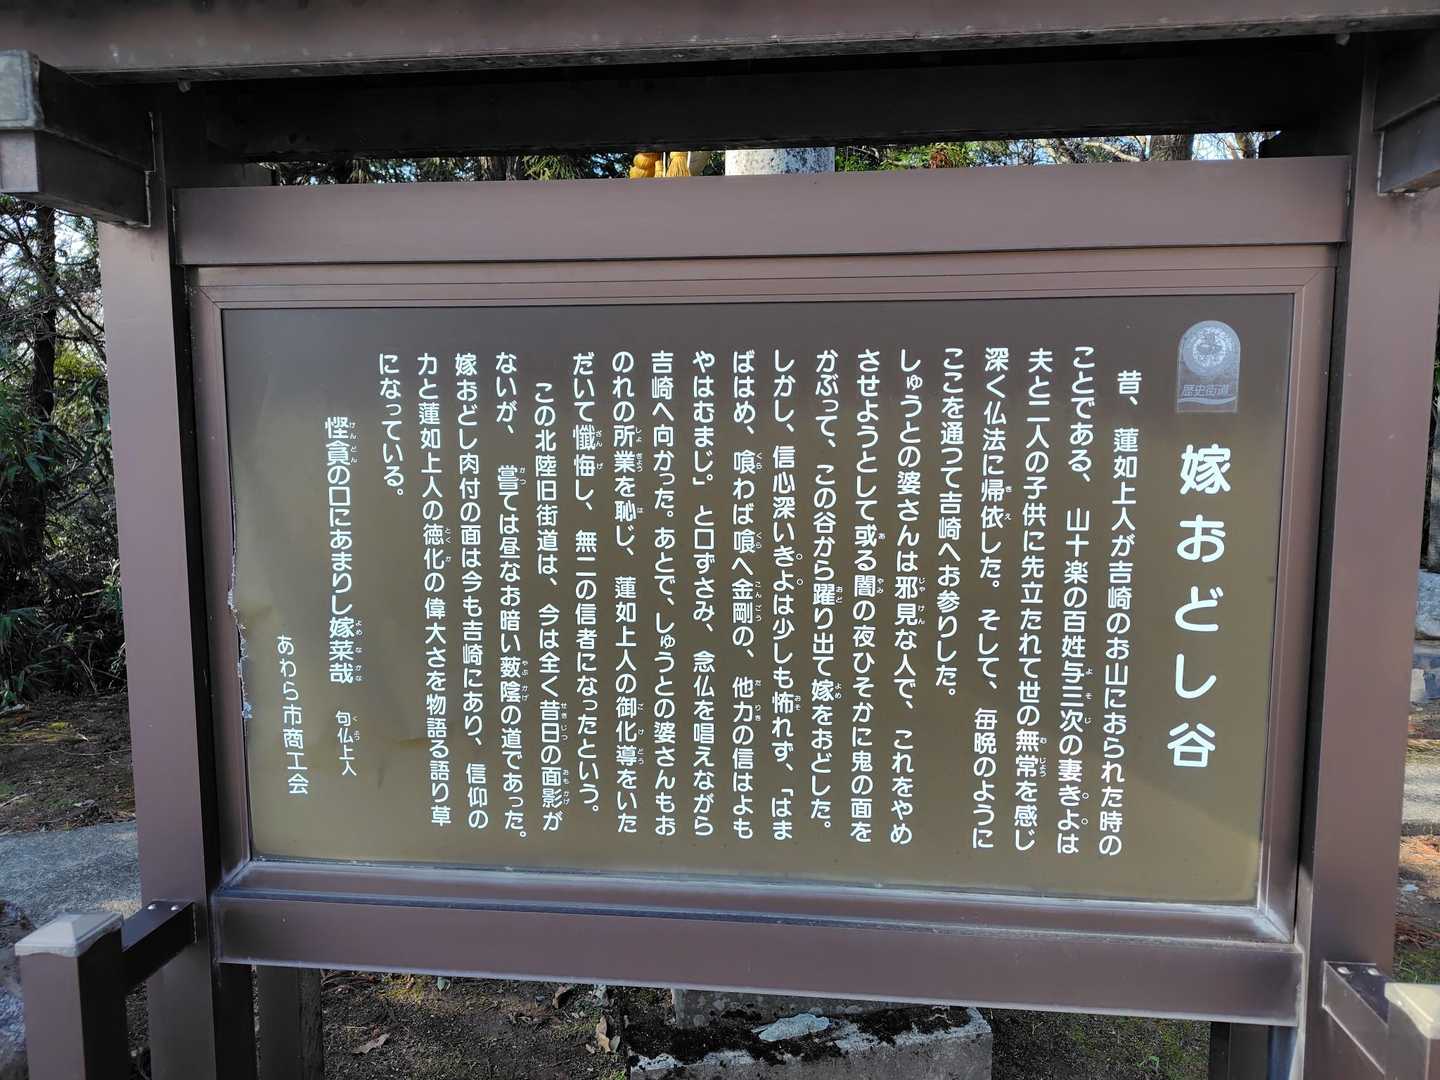 歴史街道
嫁おどし谷
昔、蓮如上人が吉崎のお山におられた時の
ことである、山十楽の百姓与三次の妻きよは
夫と二人の子供に先立たれて世の無常を感じ
深く仏法に帰依した。そして、毎晩のように
ここを通って吉崎へお参りした。
しゅうとの婆さんは邪見な人で、これをやめ
させようとして或る闇の夜ひそかに鬼の面を
かぶって、この谷から躍り出て嫁をおどした。
しかし、信心深いきよは少しも怖れず、「はま
ばはめ、喰わば喰へ金剛の、他力の信はよも
やはむまじ」と口ずさみ、念仏を唱えながら
吉崎へ向かった。あとで、しゅうとの婆さんもお
のれの所業を恥じ、蓮如上人の御化導をいた
だいて懺悔し、無二の信者になったという。
この北陸旧街道は、今は全く昔日の面影が
ないが、嘗ては昼なお暗い薮陰の道であった。
嫁おどし肉付の面は今も吉崎にあり、信仰の
力と蓮如上人の徳化の偉大さを物語る語り草
になっている。
慳貪の口にあまりし嫁菜哉　句仏上人
あわら市商工会